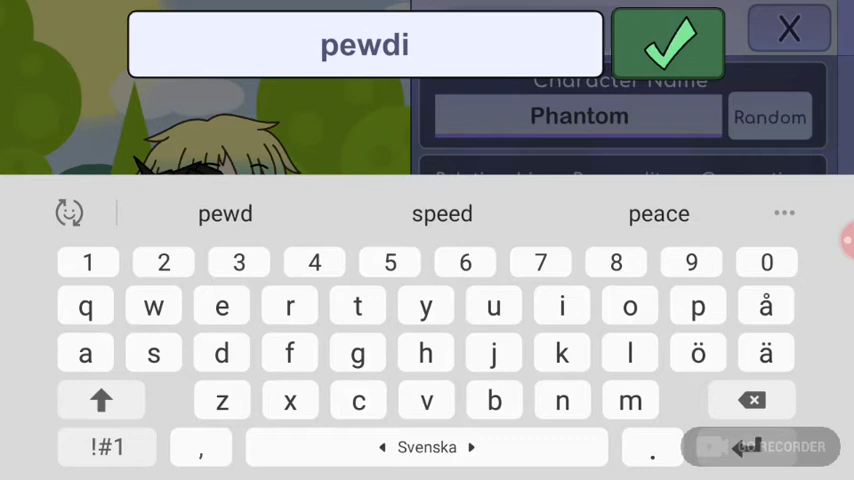 pewdi
X
Character Name
Phantom
Random
pewd speed peace
1 2 3 4 5 6 7 8 9 0
q w e r t y u i o p å
a s d f g h j k l ö ä
z x c v b n m
!#1 , Svenska .
RECORDER